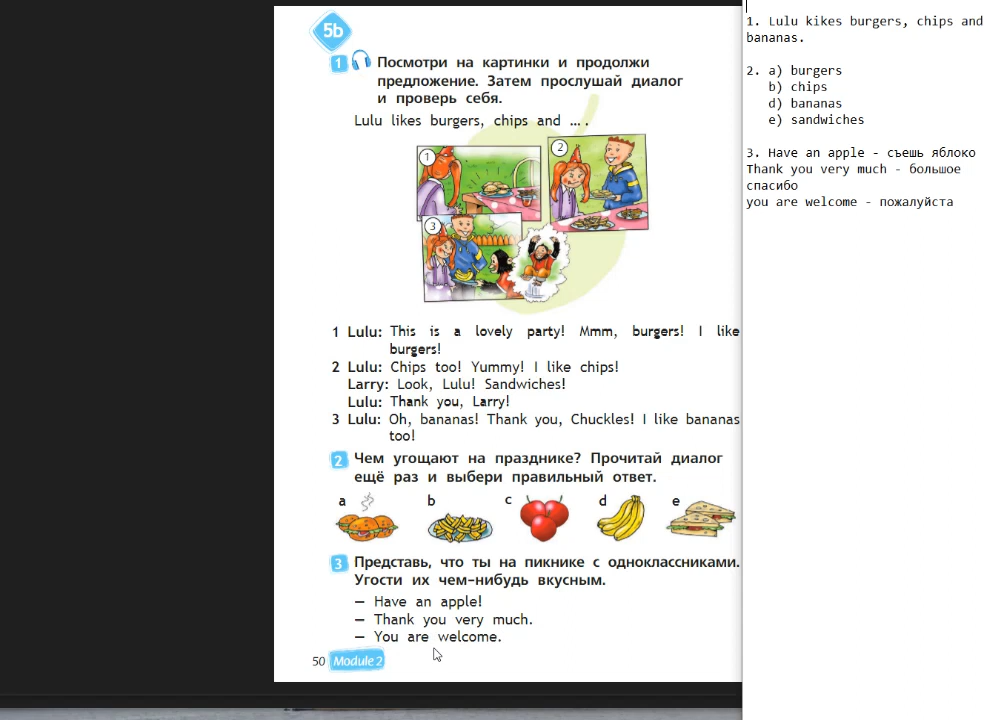 5b
1 Посмотри на картинки и продолжи
предложение. Затем прослушай диалог
и проверь себя.
Lulu likes burgers, chips and ... .
1
2
3
1 Lulu: This is a lovely party! Mmm, burgers! I like
burgers!
2 Lulu: Chips too! Yummy! I like chips!
Larry: Look, Lulu! Sandwiches!
Lulu: Thank you, Larry!
3 Lulu: Oh, bananas! Thank you, Chuckles! I like bananas
too!
2 Чем угощают на празднике? Прочитай диалог
ещё раз и выбери правильный ответ.
a b c d e
3 Представь, что ты на пикнике с одноклассниками.
Угости их чем-нибудь вкусным.
— Have an apple!
— Thank you very much.
— You are welcome.
50 Module 2
1. Lulu kikes burgers, chips and
bananas.
2. a) burgers
b) chips
d) bananas
e) sandwiches
3. Have an apple - съешь яблоко
Thank you very much - большое
спасибо
you are welcome - пожалуйста